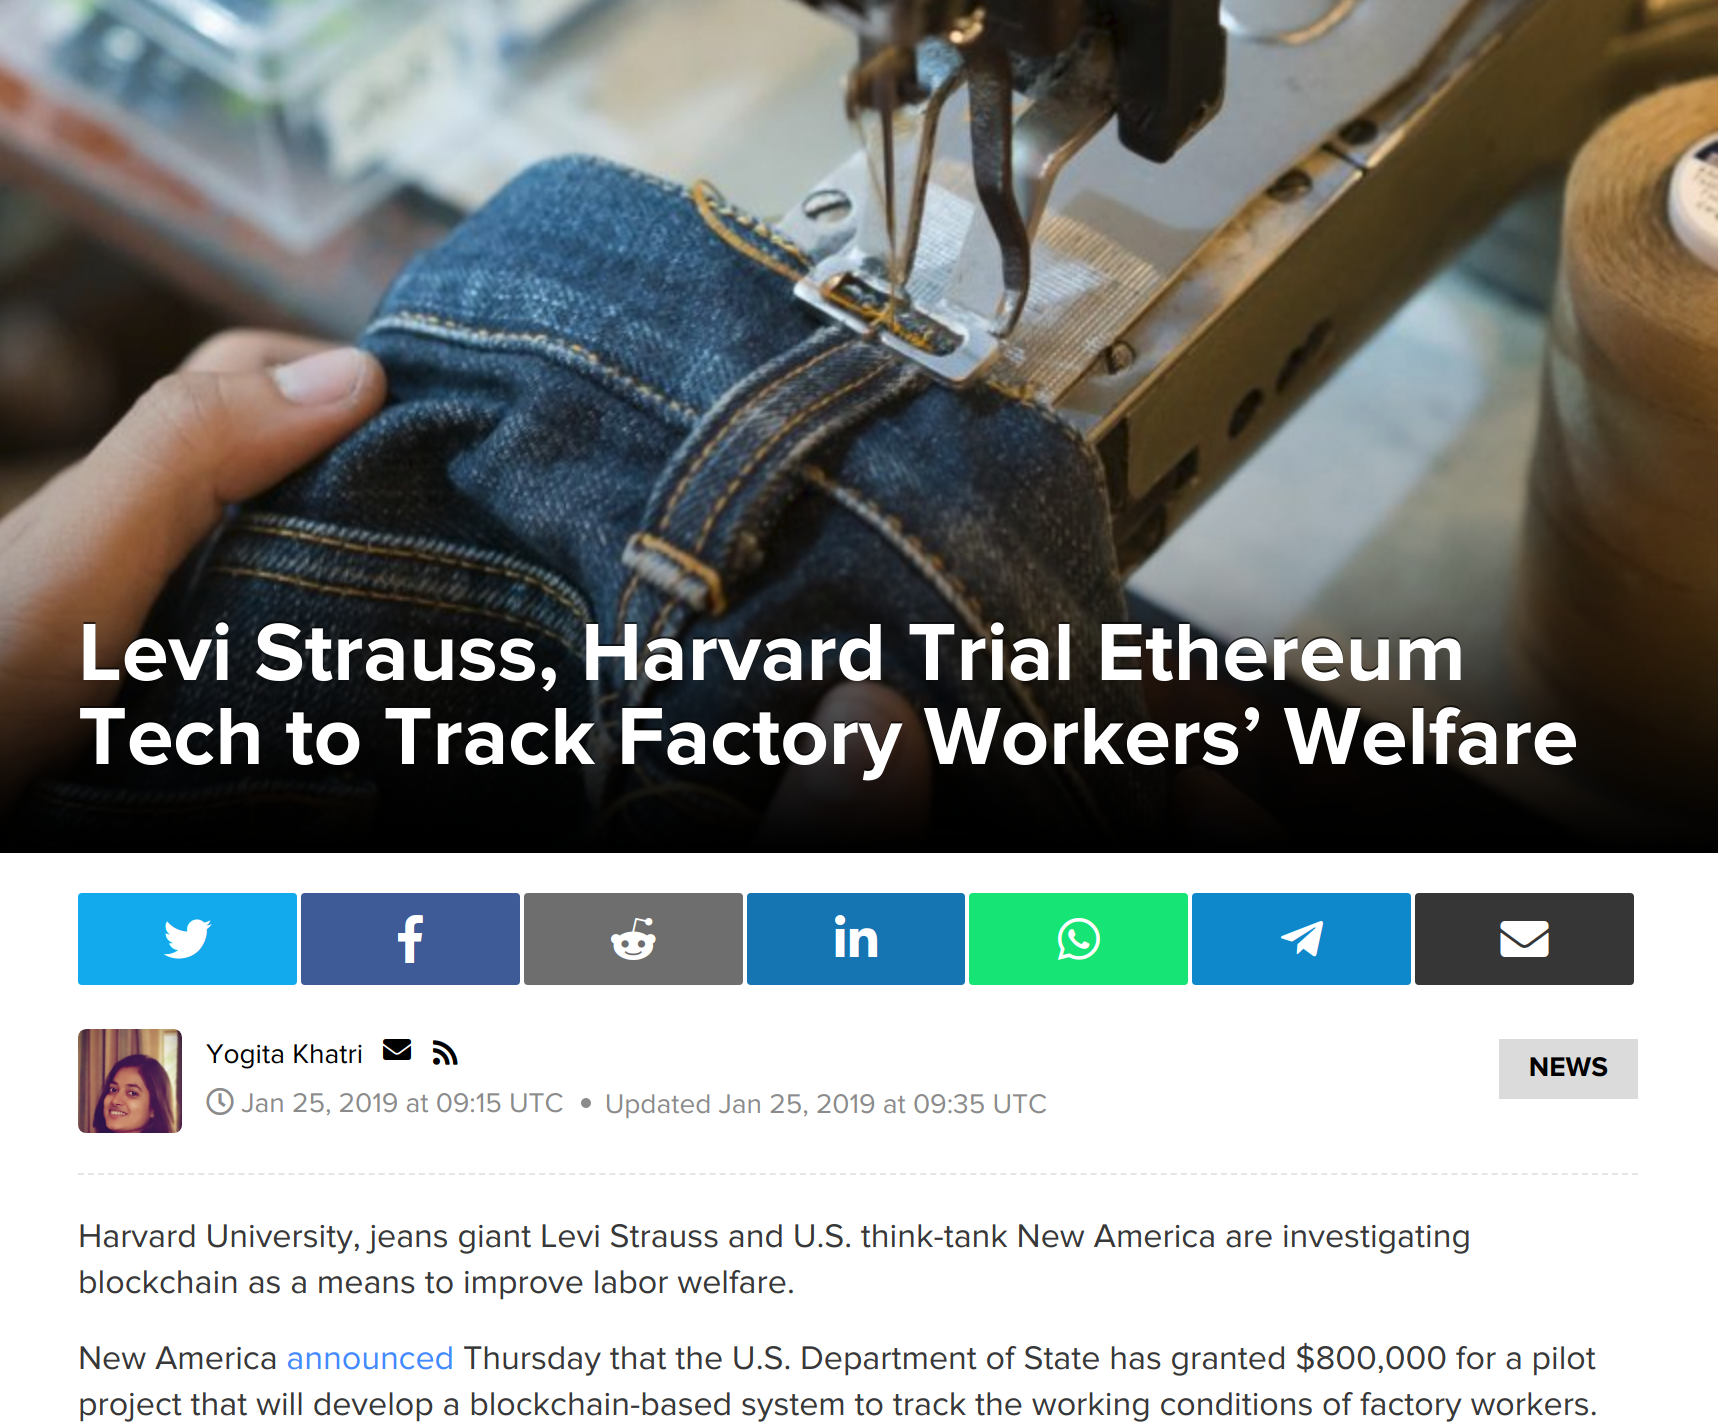 Levi Strauss, Harvard Trial Ethereum
Tech to Track Factory Workers’ Welfare
Yogita Khatri
NEWS
Jan 25, 2019 at 09:15 UTC • Updated Jan 25, 2019 at 09:35 UTC
Harvard University, jeans giant Levi Strauss and U.S. think-tank New America are investigating
blockchain as a means to improve labor welfare.
New America announced Thursday that the U.S. Department of State has granted $800,000 for a pilot
project that will develop a blockchain-based system to track the working conditions of factory workers.